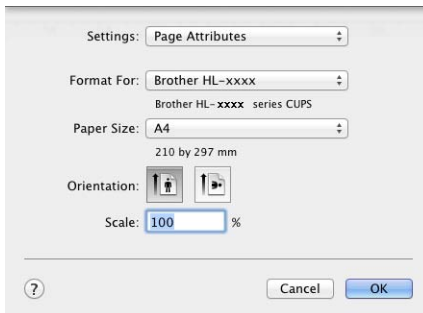 Settings: Page Attributes
Format For: Brother HL-xxxx
Brother HL-xxxx series CUPS
Paper Size: A4
210 by 297 mm
Orientation:
Scale: 100 %
? Cancel OK